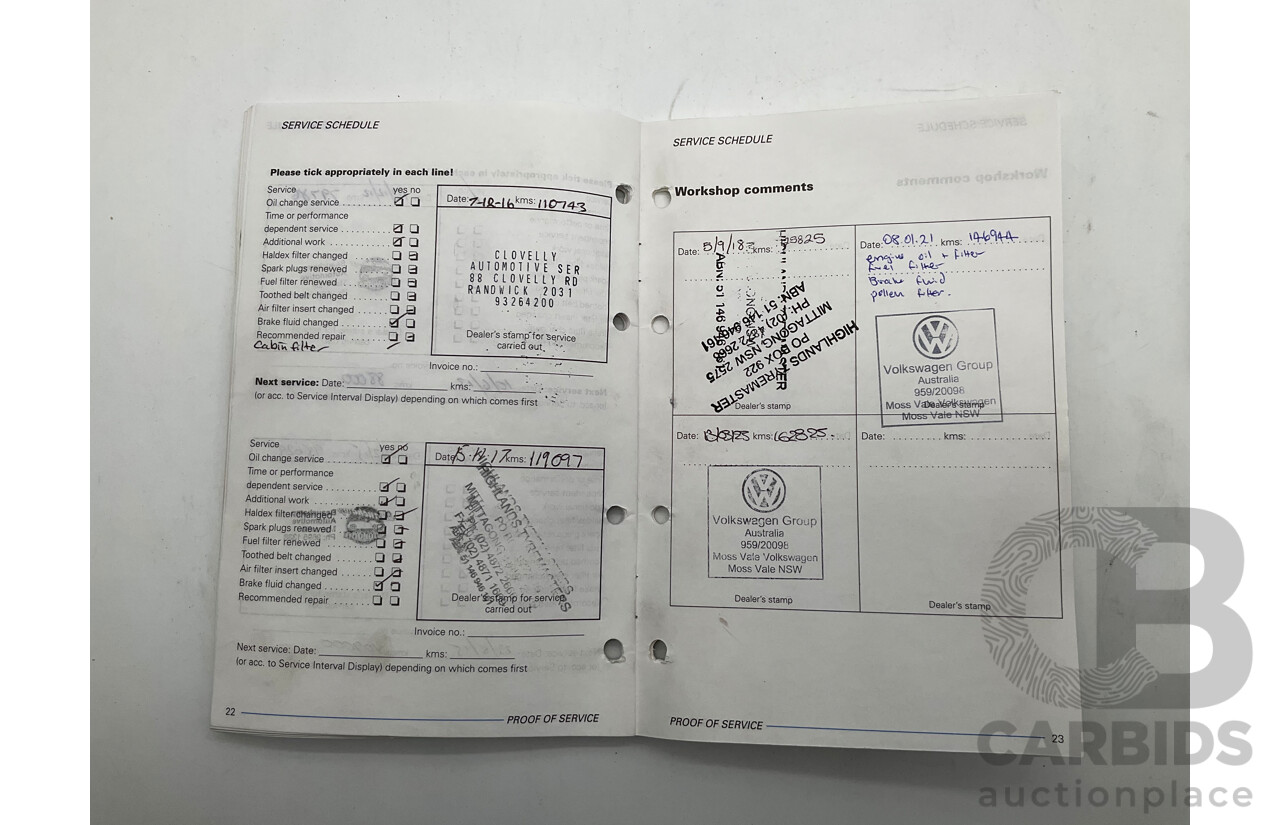 SERVICE SCHEDULE
Please tick appropriately in each line!
Service yes no
Oil change service
Time or performance
dependent service
Additional work
Haldex filter changed
Spark plugs renewed
Fuel filter renewed
Toothed belt changed
Air filter insert changed
Brake fluid changed
Recommended repair
Cabin filter
Date: 7-12-16 kms: 110743
CLOVELLY
AUTOMOTIVE SER
88 CLOVELLY RD
RANDWICK 2031
93264200
Dealer's stamp for service
carried out
Invoice no.:
Next service: Date: kms:
(or acc. to Service Interval Display) depending on which comes first
Service yes no
Oil change service
Time or performance
dependent service
Additional work
Haldex filter changed
Spark plugs renewed
Fuel filter renewed
Toothed belt changed
Air filter insert changed
Brake fluid changed
Recommended repair
Date kms: 119097
HIGHLANDS TYREMASTERS
Dealer's stamp for service
carried out
Invoice no.:
Next service: Date: kms:
(or acc. to Service Interval Display) depending on which comes first
22 PROOF OF SERVICE
SERVICE SCHEDULE
Workshop comments
Date: 5/9/18 kms:
HIGHLANDS TYREMASTER
PO BOX 922
MITTAGONG NSW 2575
Dealer's stamp
Date: 08.01.21 kms:
engine oil + filter
fuel filter
Brake fluid
pollen filter.
Volkswagen Group
Australia
959/20098
Moss Vale Volkswagen
Moss Vale NSW
Dealer's stamp
Date: 13/03/23 kms: 162825
Volkswagen Group
Australia
959/20098
Moss Vale Volkswagen
Moss Vale NSW
Dealer's stamp
Date: kms:
Dealer's stamp
PROOF OF SERVICE 23
CARBIDS
auctionplace